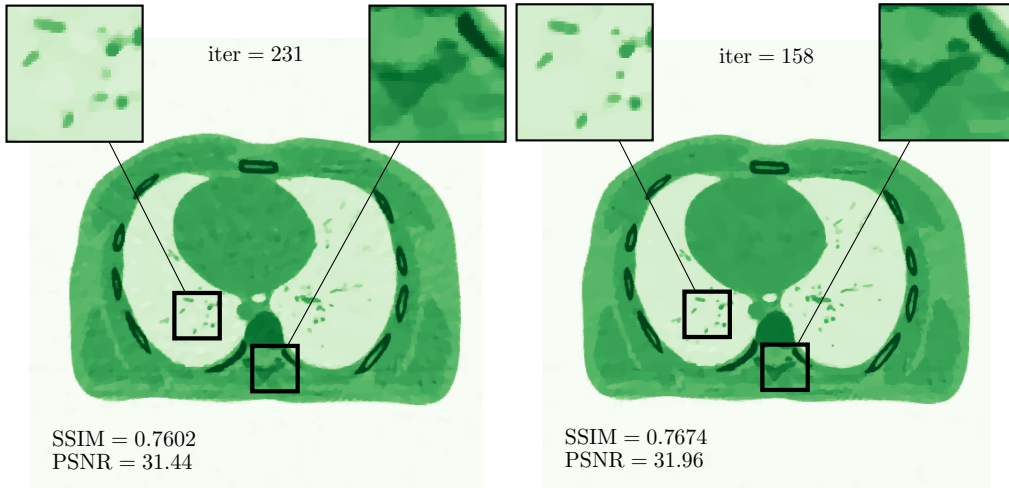 iter = 231
SSIM = 0.7602
PSNR = 31.44
iter = 158
SSIM = 0.7674
PSNR = 31.96